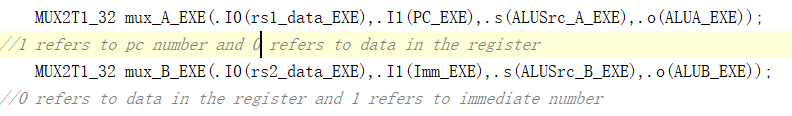 MUX2T1_32 mux_A_EXE(.I0(rs1_data_EXE),.I1(PC_EXE),.s(ALUSrc_A_EXE),.o(ALUA_EXE));
//1 refers to pc number and 0 refers to data in the register
MUX2T1_32 mux_B_EXE(.I0(rs2_data_EXE),.I1(Imm_EXE),.s(ALUSrc_B_EXE),.o(ALUB_EXE));
//0 refers to data in the register and 1 refers to immediate number